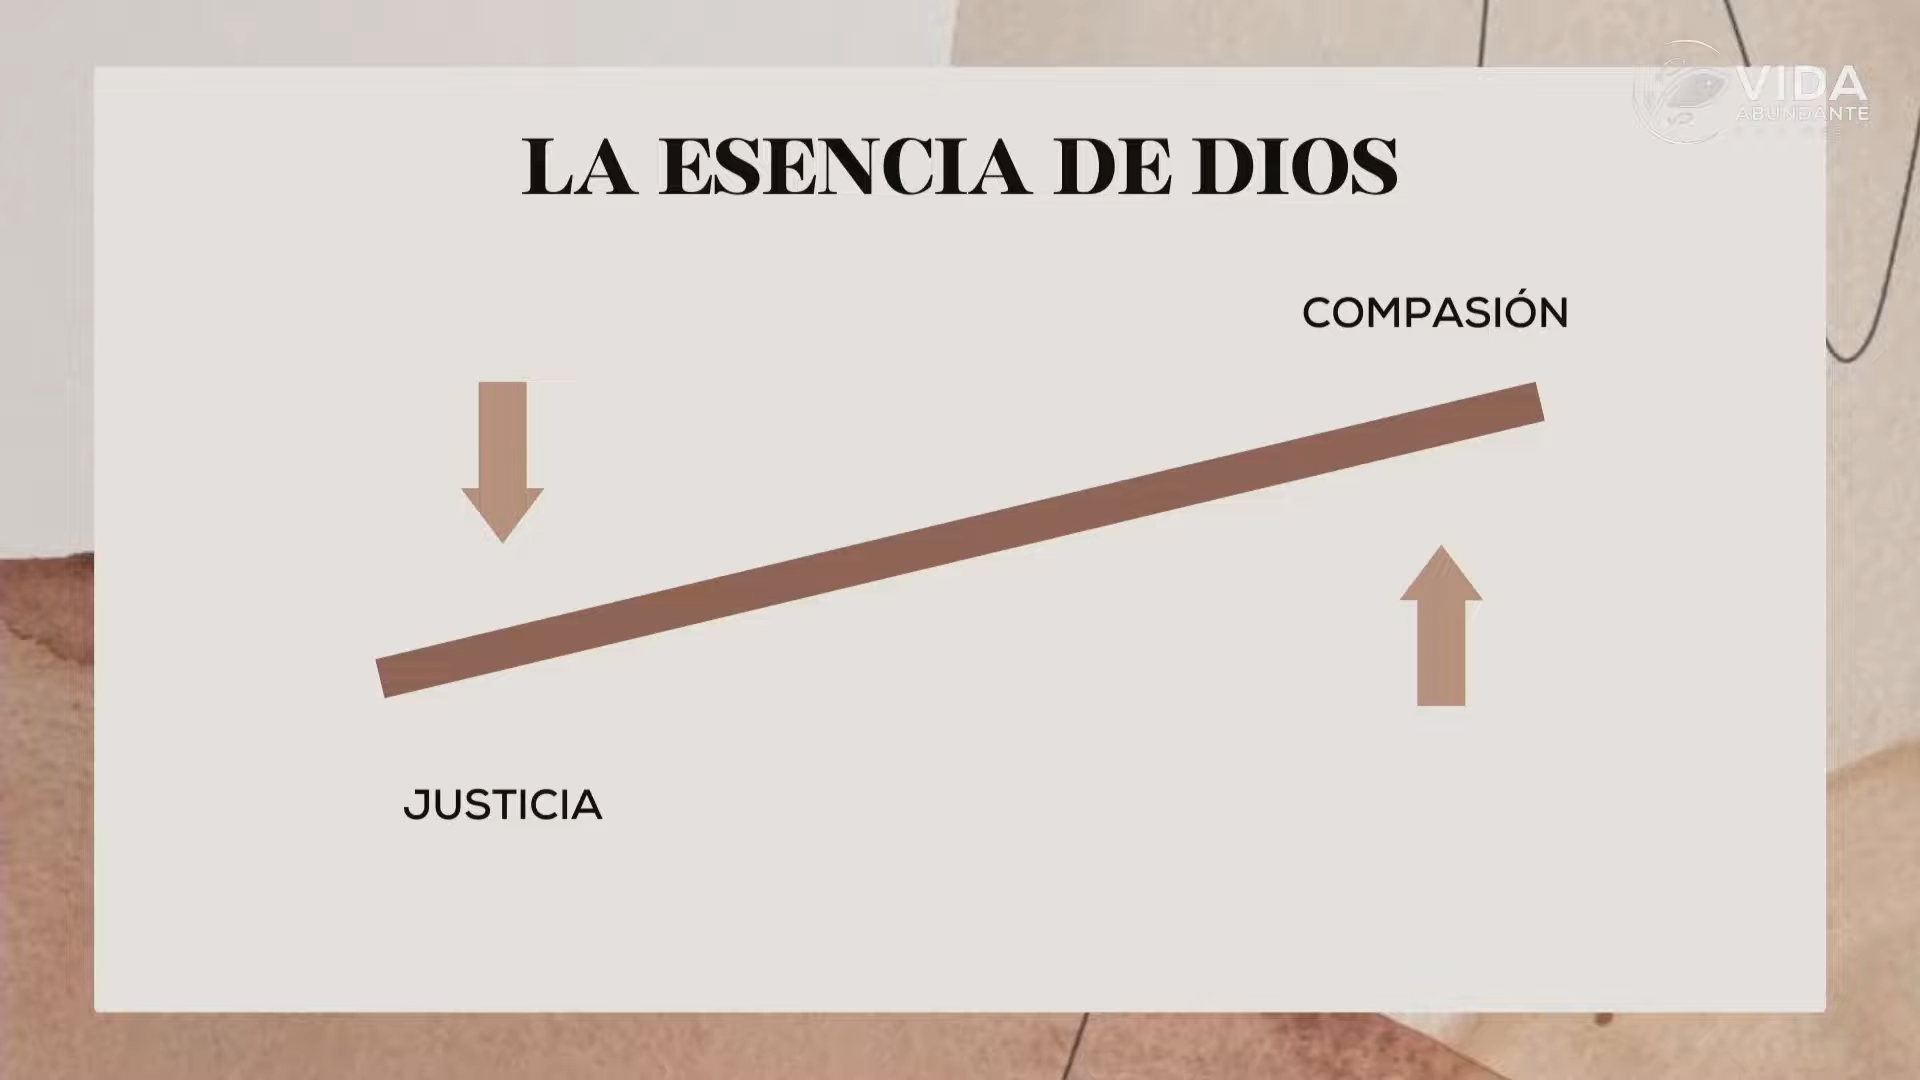 LA ESENCIA DE DIOS
VIDA
ABUNDANTE
COMPASIÓN
JUSTICIA